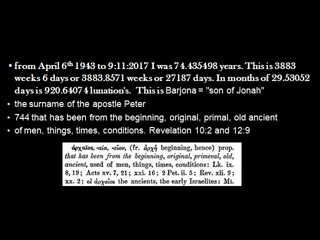 • from April 6th 1943 to 9:11:2017 I was 74.435498 years. This is 3883
weeks 6 days or 3883.8571 weeks or 27187 days. In months of 29.53052
days is 920.64074 lunation's.  This is Barjona = "son of Jonah"
• the surname of the apostle Peter
• 744 that has been from the beginning, original, primal, old ancient
• of men, things, times, conditions. Revelation 10:2 and 12:9
ἀρχαῖος, -αία, -αῖον, (fr. ἀρχή beginning, hence) prop.
that has been from the beginning, original, primeval, old,
ancient, used of men, things, times, conditions: Lk. ix.
8, 19; Acts xv. 7, 21; xxi. 16; 2 Pet. ii. 5; Rev. xii. 9;
xx. 2; οἱ ἀρχαῖοι the ancients, the early Israelites: Mt.